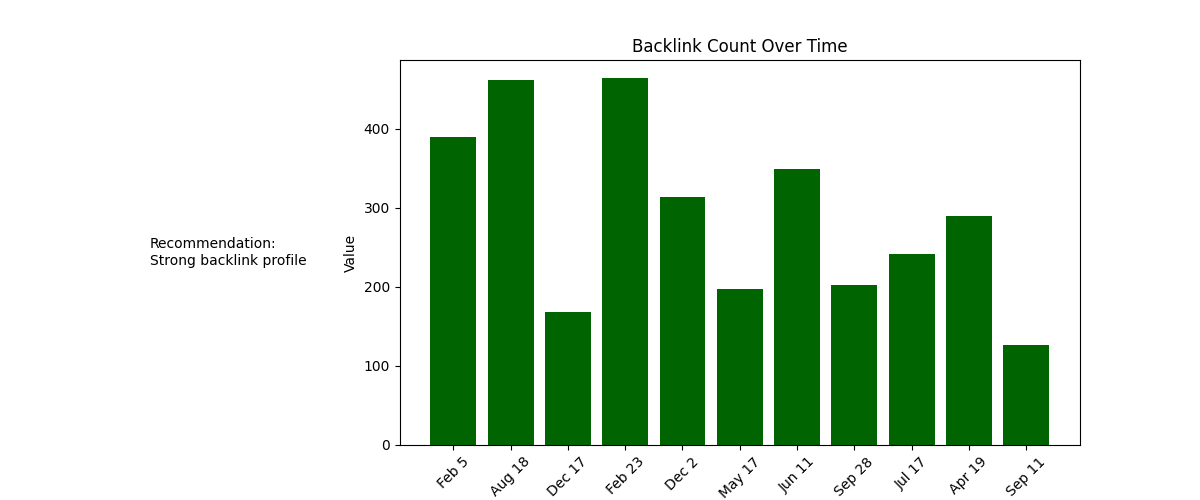 Backlink Count Over Time
Recommendation:
Strong backlink profile
Value
400
300
200
100
0
Feb 5
Aug 18
Dec 17
Feb 23
Dec 2
May 17
Jun 11
Sep 28
Jul 17
Apr 19
Sep 11